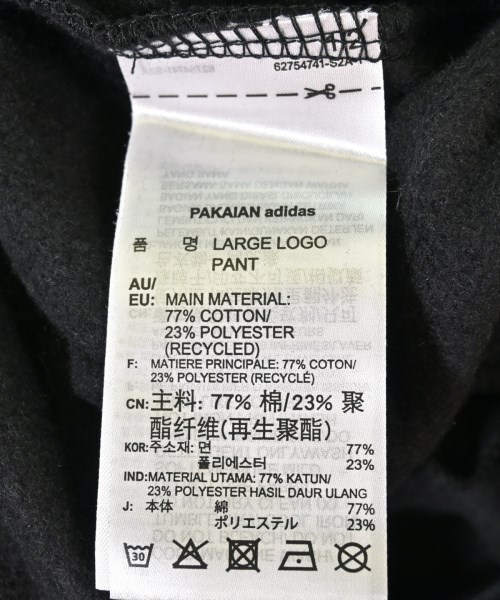 62754741-S2A-1
PAKAIAN adidas
품 명 LARGE LOGO
PANT
AU/
EU: MAIN MATERIAL:
77% COTTON/
23% POLYESTER
(RECYCLED)
F: MATIERE PRINCIPALE: 77% COTON/
23% POLYESTER (RECYCLÉ)
CN: 主料: 77% 棉/23% 聚
酯纤维(再生聚酯)
KOR: 주소재: 면 77%
폴리에스터 23%
IND: MATERIAL UTAMA: 77% KATUN/
23% POLYESTER HASIL DAUR ULANG
J: 本体 綿 77%
ポリエステル 23%
30